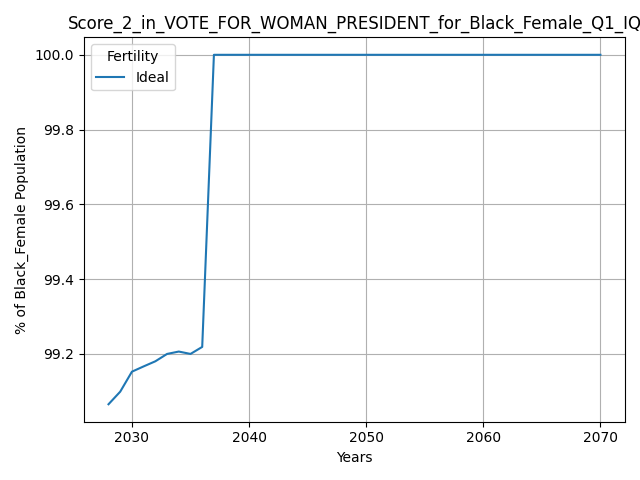 Score_2_in_VOTE_FOR_WOMAN_PRESIDENT_for_Black_Female_Q1_IQ
Fertility
Ideal
100.0
99.8
99.6
99.4
99.2
% of Black_Female Population
2030 2040 2050 2060 2070
Years